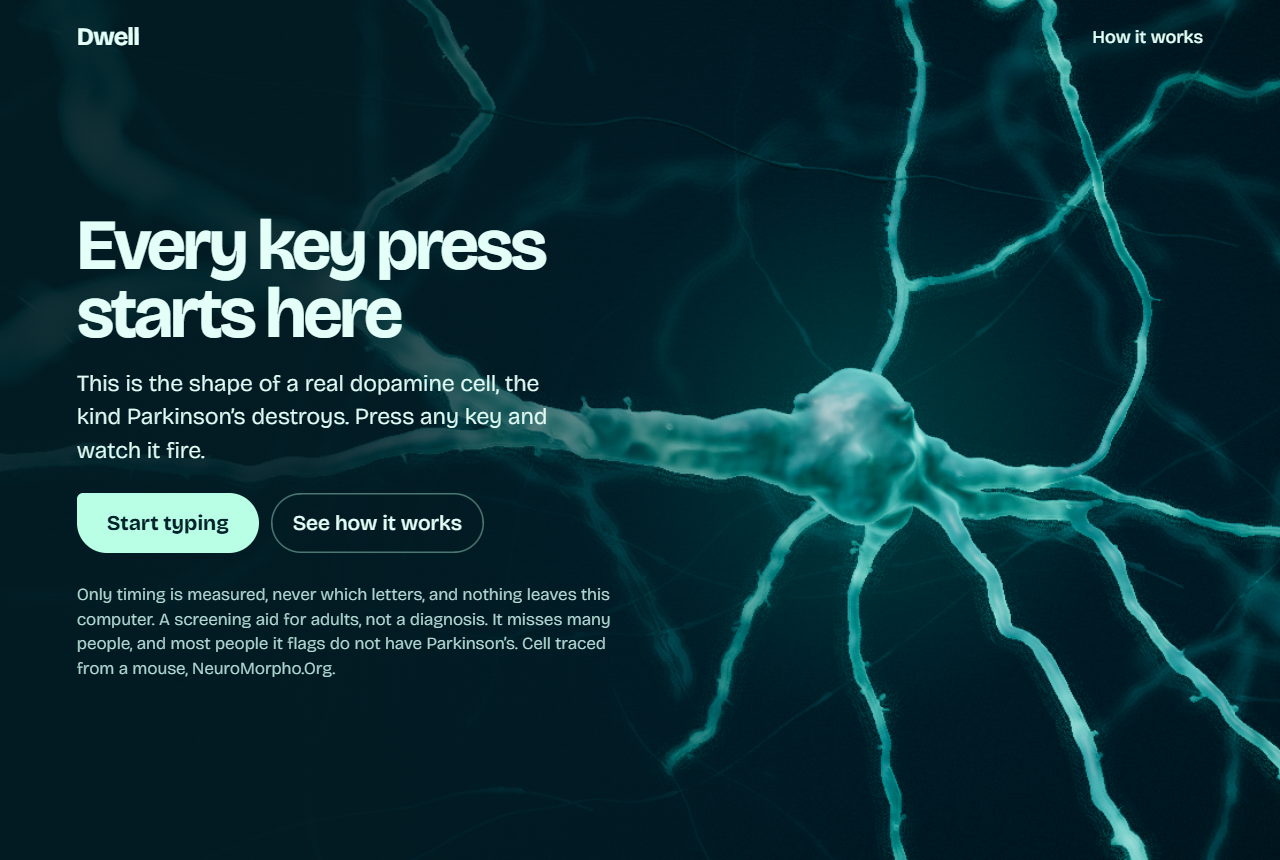 Dwell
How it works
Every key press
starts here
This is the shape of a real dopamine cell, the
kind Parkinson’s destroys. Press any key and
watch it fire.
Start typing
See how it works
Only timing is measured, never which letters, and nothing leaves this
computer. A screening aid for adults, not a diagnosis. It misses many
people, and most people it flags do not have Parkinson’s. Cell traced
from a mouse, NeuroMorpho.Org.